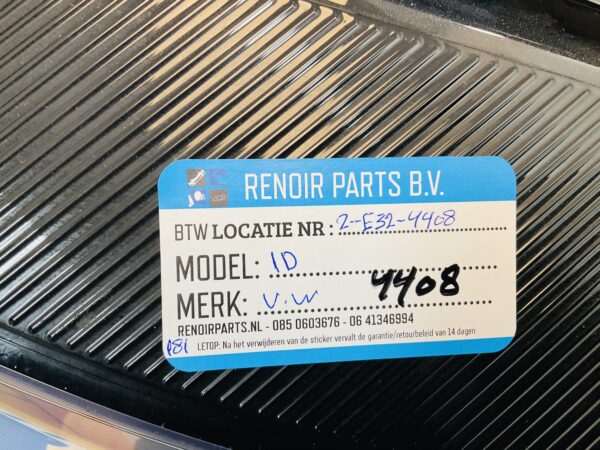 RENOIR PARTS B.V.
BTW LOCATIE NR : 2-E32-4408
MODEL: ID
MERK: V.W 4408
RENOIRPARTS.NL - 085 0603676 - 06 41346994
LETOP: Na het verwijderen van de sticker vervalt de garantie/retourbeleid van 14 dagen